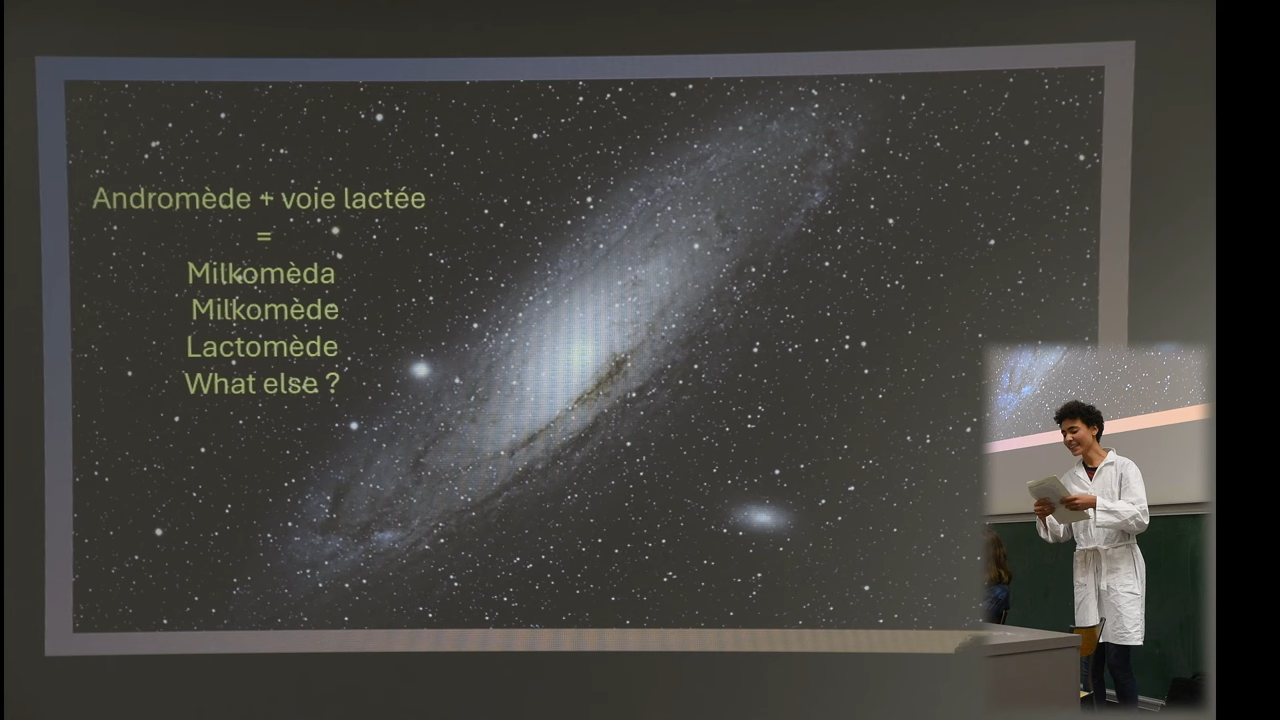 Andromède + voie lactée
=
Milkomèda
Milkomède
Lactomède
What else ?